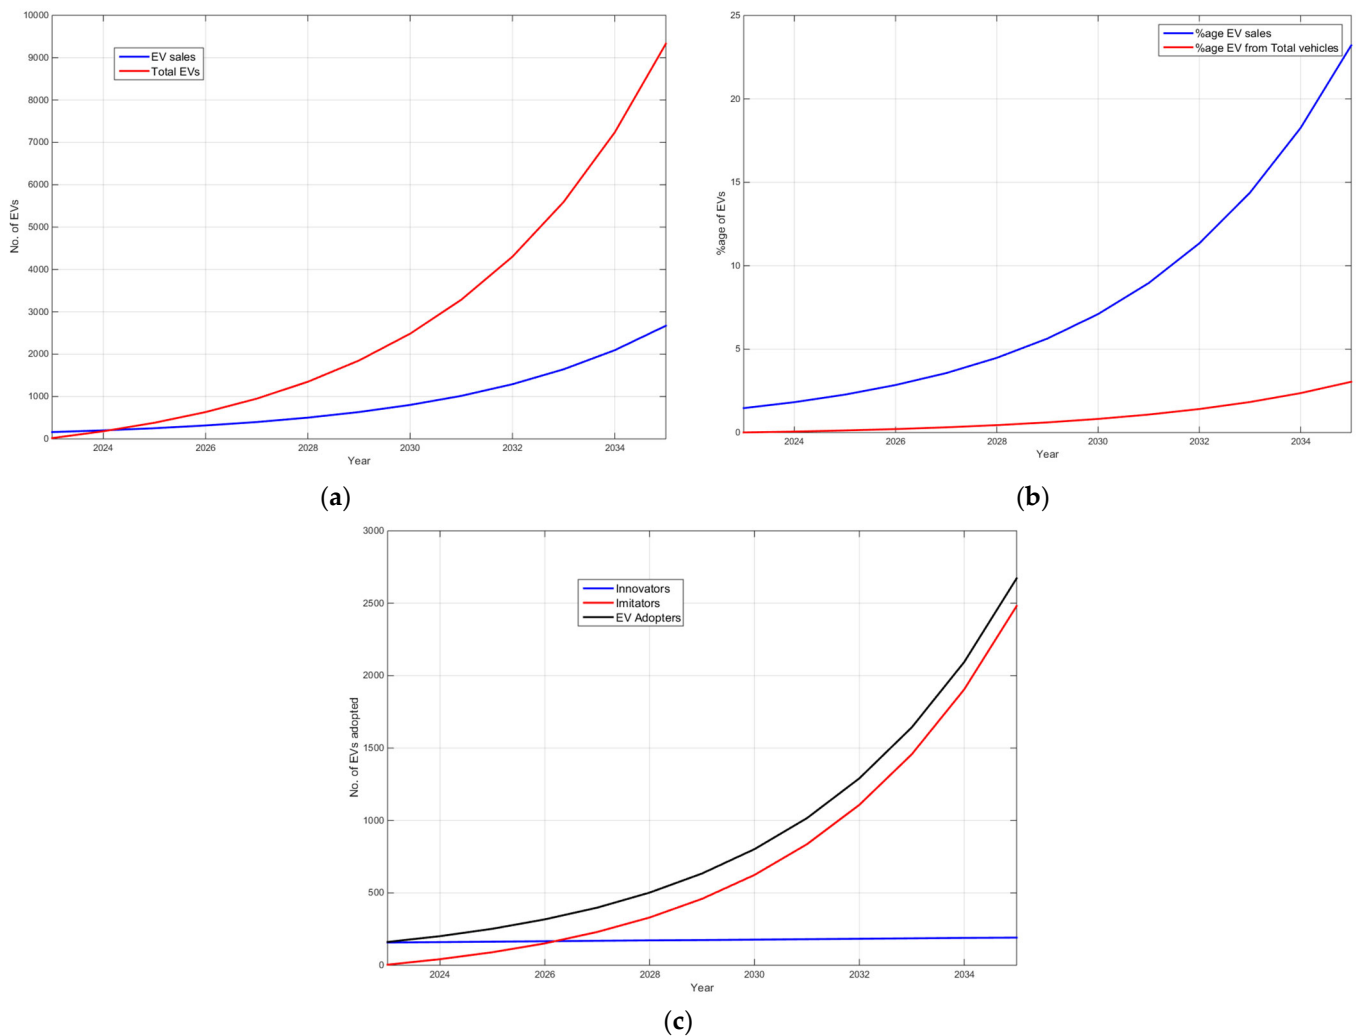 10000
9000
8000
7000
6000
5000
4000
3000
2000
1000
0
No. of EVs
EV sales
Total EVs
2024 2026 2028 2030 2032 2034
Year
(a)
25
20
15
10
5
0
%age of EVs
%age EV sales
%age EV from Total vehicles
2024 2026 2028 2030 2032 2034
Year
(b)
3000
2500
2000
1500
1000
500
0
No. of EVs adopted
Innovators
Imitators
EV Adopters
2024 2026 2028 2030 2032 2034
Year
(c)